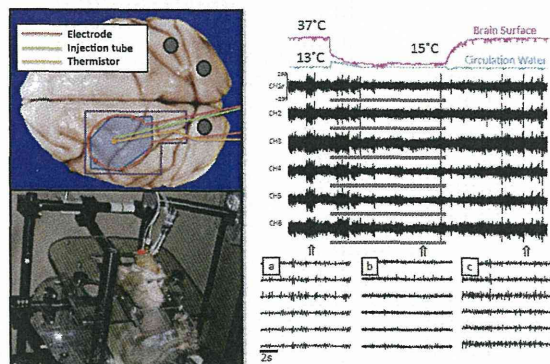 Electrode
Injection tube
Thermistor
37°C
13°C
15°C
Brain Surface
Circulation Water
CH2
CH3
CH4
CH5
CH6
a
b
c
2s